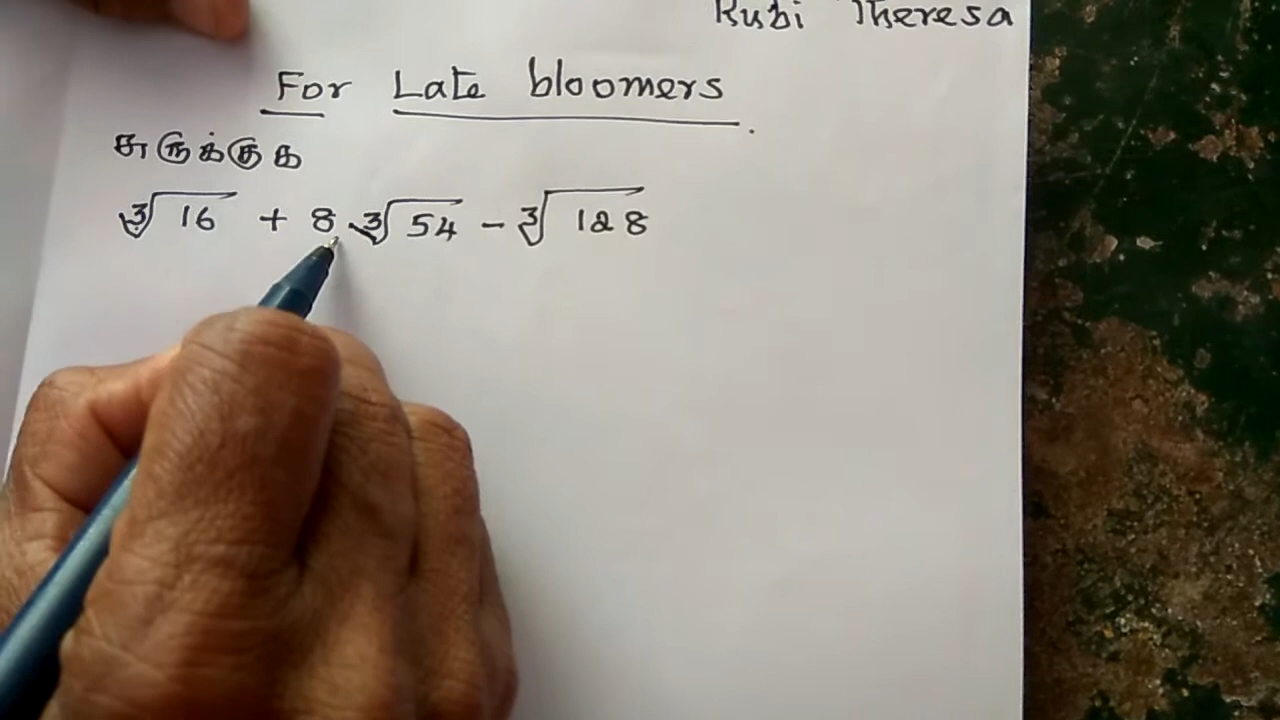 Rubi Theresa
For Late bloomers.
சுருக்குக
∛16 + 8 ∛54 - ∛128